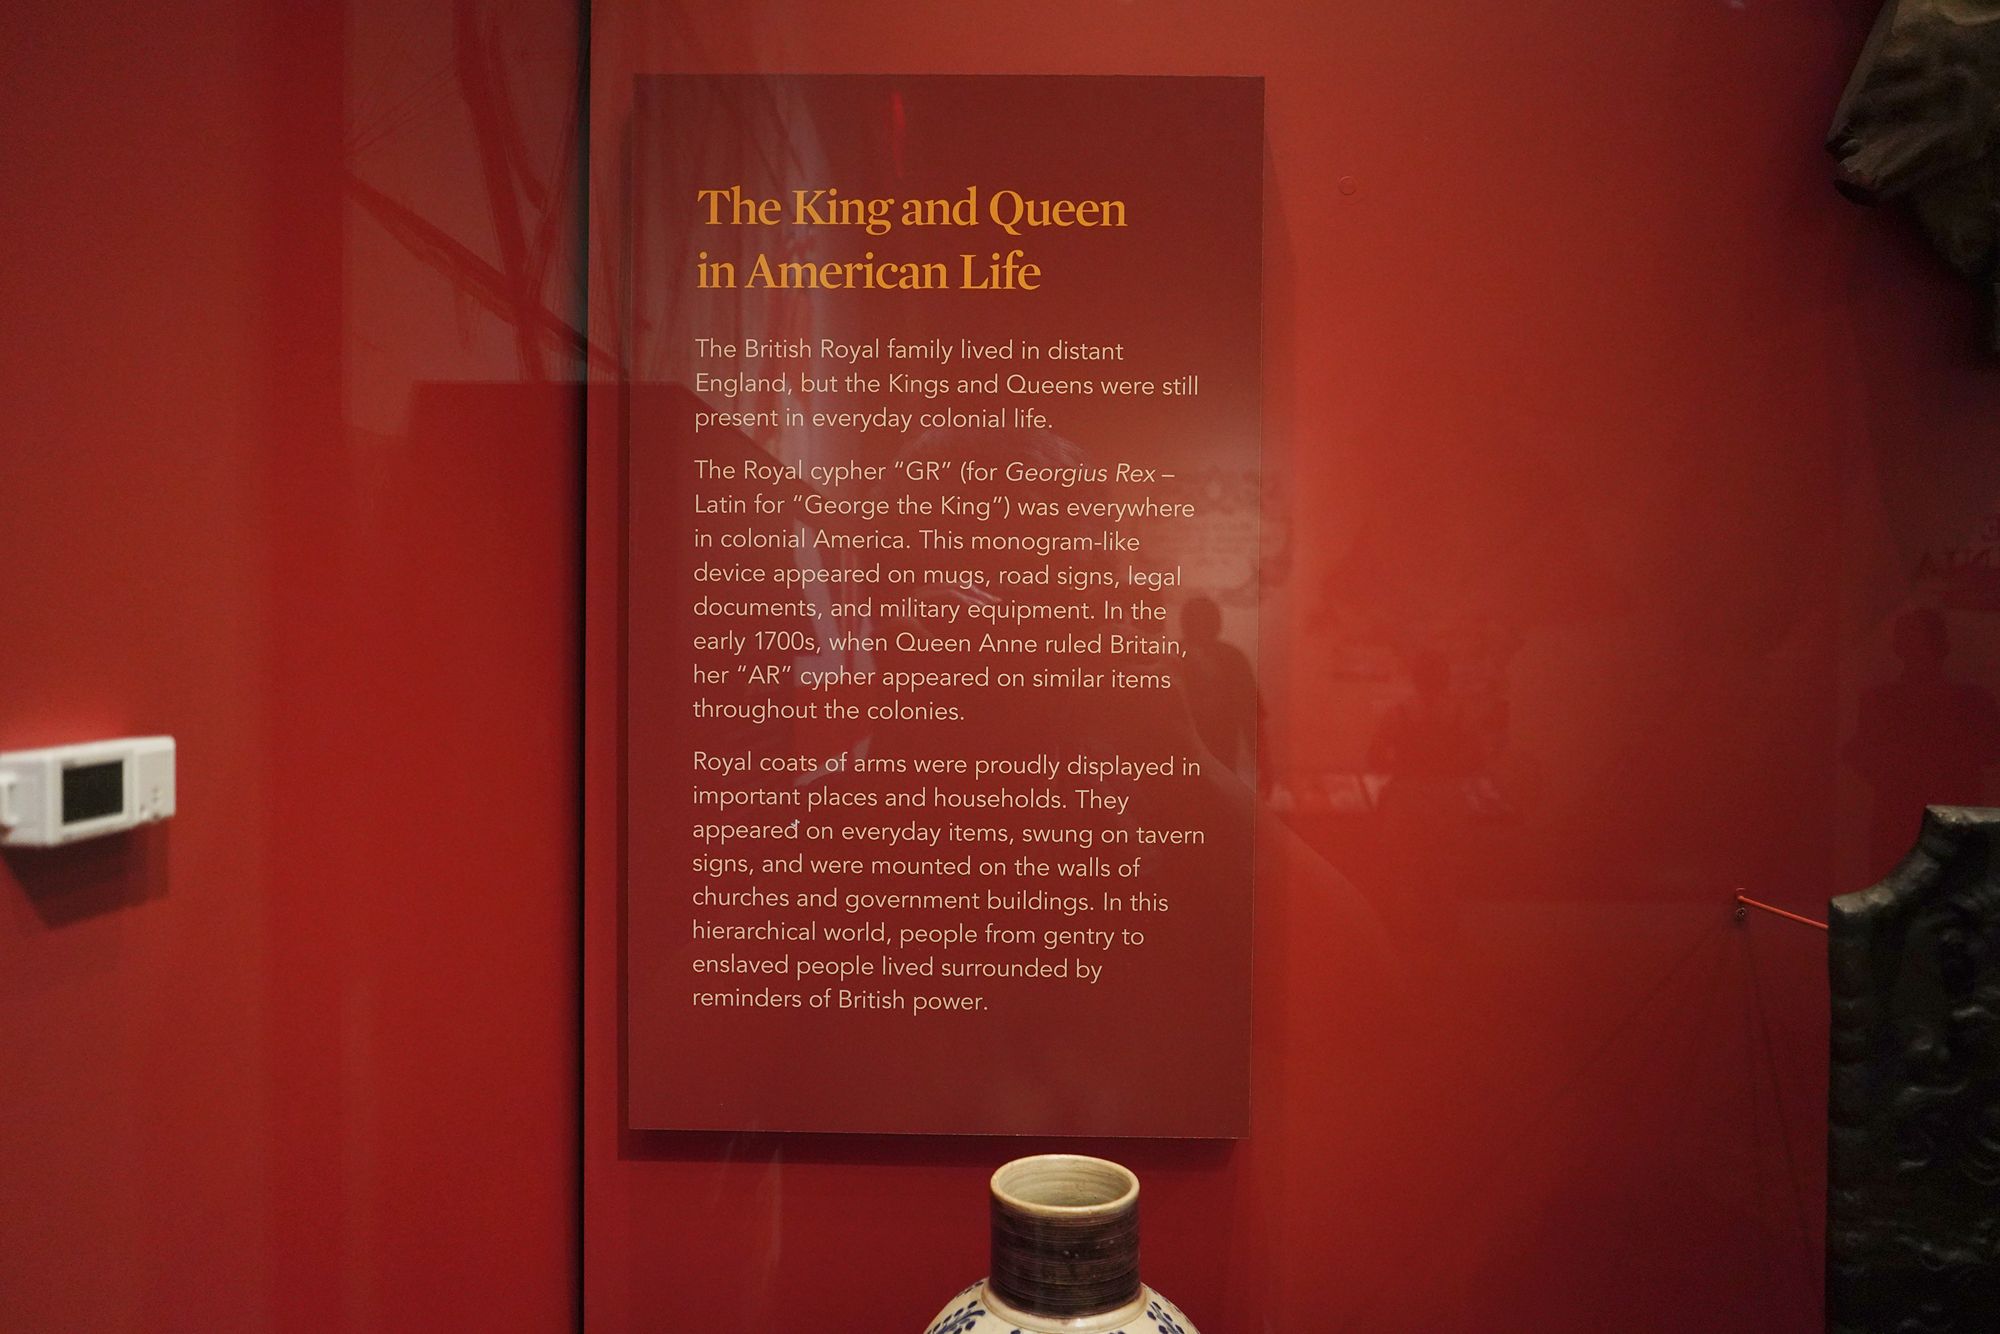 The King and Queen
in American Life
The British Royal family lived in distant
England, but the Kings and Queens were still
present in everyday colonial life.
The Royal cypher “GR” (for Georgius Rex –
Latin for “George the King”) was everywhere
in colonial America. This monogram-like
device appeared on mugs, road signs, legal
documents, and military equipment. In the
early 1700s, when Queen Anne ruled Britain,
her “AR” cypher appeared on similar items
throughout the colonies.
Royal coats of arms were proudly displayed in
important places and households. They
appeared on everyday items, swung on tavern
signs, and were mounted on the walls of
churches and government buildings. In this
hierarchical world, people from gentry to
enslaved people lived surrounded by
reminders of British power.